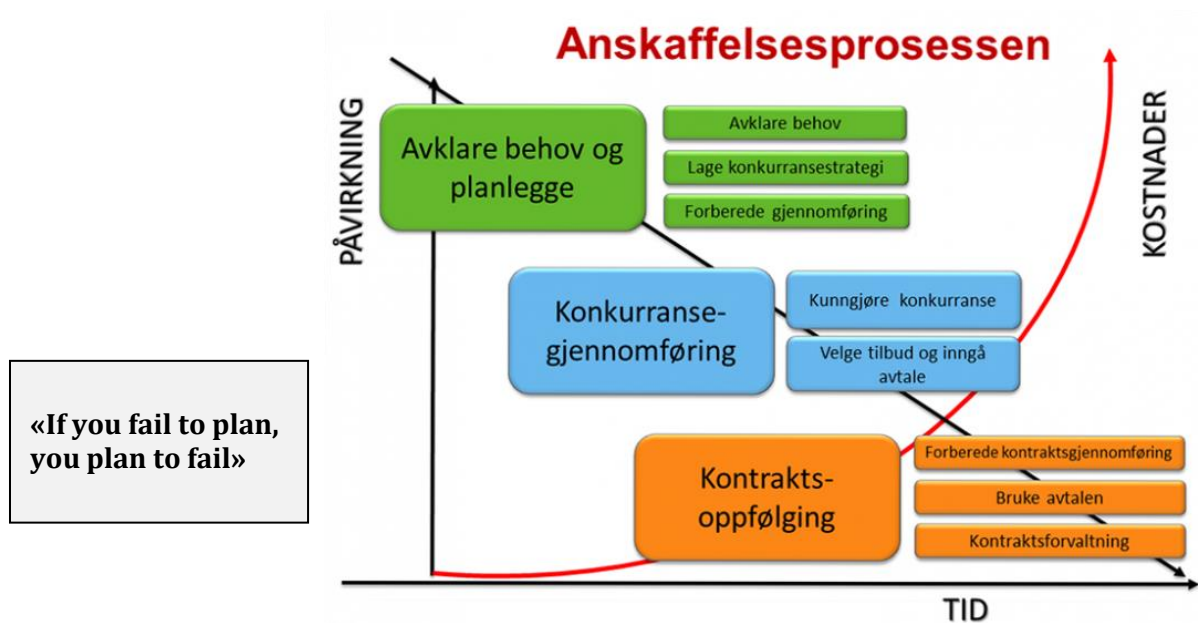 Anskaffelsesprosessen
PÅVIRKNING
KOSTNADER
Avklare behov og
planlegge
Avklare behov
Lage konkurransestrategi
Forberede gjennomføring
Konkurranse-
gjennomføring
Kunngjøre konkurranse
Velge tilbud og inngå
avtale
«If you fail to plan,
you plan to fail»
Kontrakts-
oppfølging
Forberede kontraktsgjennomføring
Bruke avtalen
Kontraktsforvaltning
TID